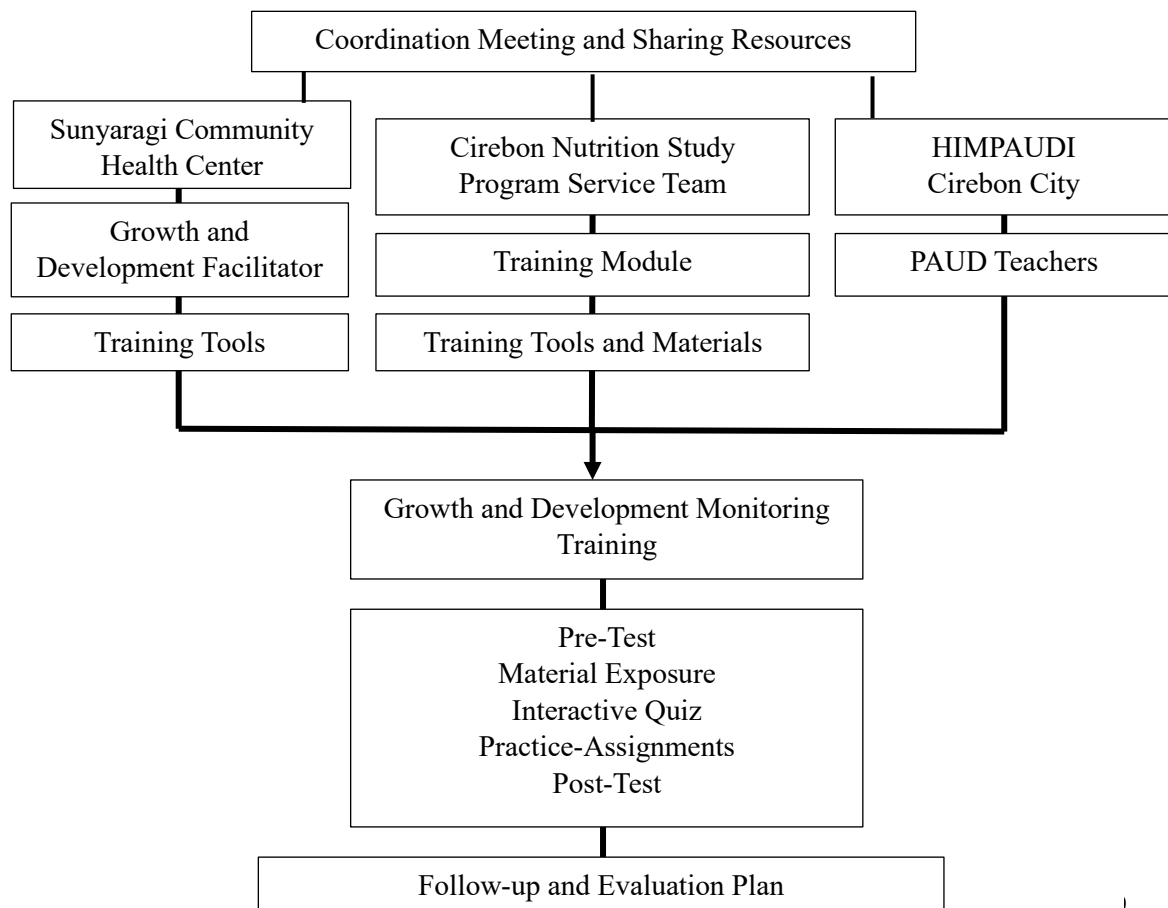 Coordination Meeting and Sharing Resources
Sunyaragi Community
Health Center
Growth and
Development Facilitator
Training Tools
Cirebon Nutrition Study
Program Service Team
Training Module
Training Tools and Materials
HIMPAUDI
Cirebon City
PAUD Teachers
Growth and Development Monitoring
Training
Pre-Test
Material Exposure
Interactive Quiz
Practice-Assignments
Post-Test
Follow-up and Evaluation Plan